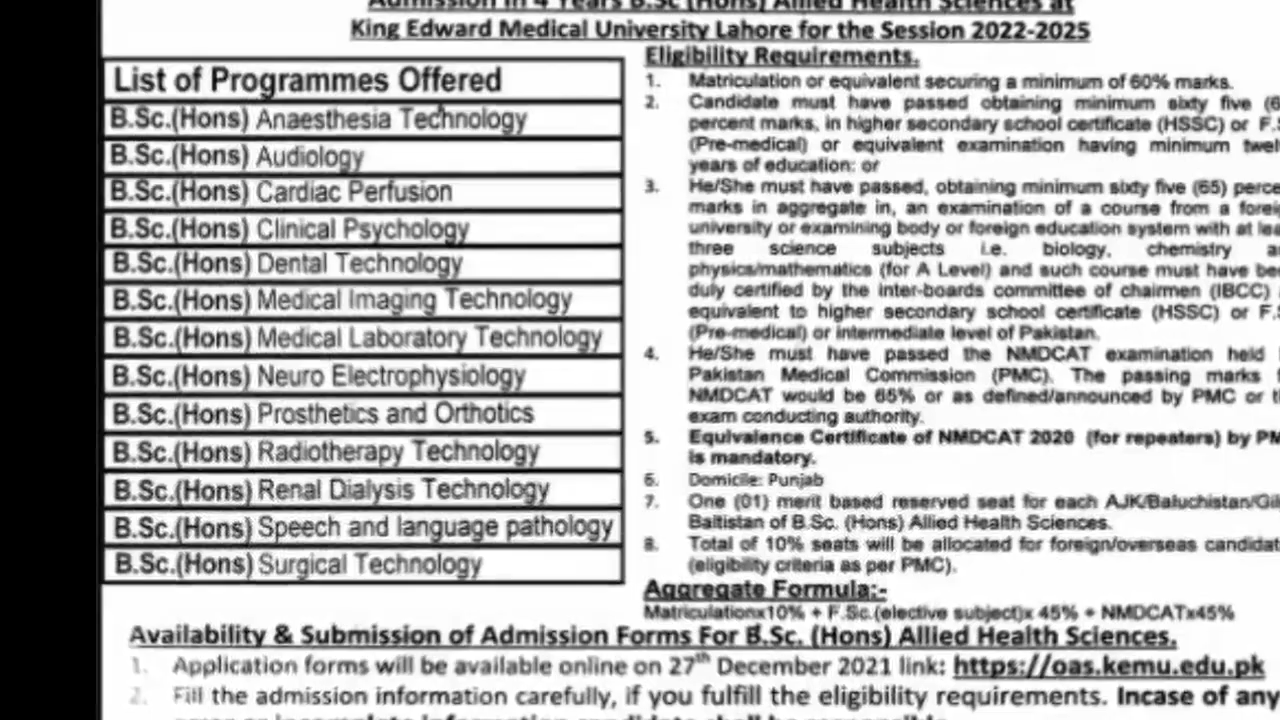 Admission in 4 Years B.Sc (Hons) Allied Health Sciences at
King Edward Medical University Lahore for the Session 2022-2025
List of Programmes Offered
B.Sc.(Hons) Anaesthesia Technology
B.Sc.(Hons) Audiology
B.Sc.(Hons) Cardiac Perfusion
B.Sc.(Hons) Clinical Psychology
B.Sc.(Hons) Dental Technology
B.Sc.(Hons) Medical Imaging Technology
B.Sc.(Hons) Medical Laboratory Technology
B.Sc.(Hons) Neuro Electrophysiology
B.Sc.(Hons) Prosthetics and Orthotics
B.Sc.(Hons) Radiotherapy Technology
B.Sc.(Hons) Renal Dialysis Technology
B.Sc.(Hons) Speech and language pathology
B.Sc.(Hons) Surgical Technology
Eligibility Requirements.
1. Matriculation or equivalent securing a minimum of 60% marks.
2. Candidate must have passed obtaining minimum sixty five
percent marks, in higher secondary school certificate (HSSC) or
(Pre-medical) or equivalent examination having minimum
years of education: or
3. He/She must have passed, obtaining minimum sixty five (65)
marks in aggregate in, an examination of a course from a
university or examining body or foreign education system with at
three science subjects i.e. biology, chemistry
physics/mathematics (for A Level) and such course must have
duly certified by the inter-boards committee of chairmen (IBCC)
equivalent to higher secondary school certificate (HSSC) or
(Pre-medical) or intermediate level of Pakistan.
4. He/She must have passed the NMDCAT examination held
Pakistan Medical Commission (PMC). The passing marks
NMDCAT would be 65% or as defined/announced by PMC or
exam conducting authority.
5. Equivalence Certificate of NMDCAT 2020 (for repeaters) by
is mandatory.
6. Domicile: Punjab
7. One (01) merit based reserved seat for each AJK/Baluchistan/
Baltistan of B.Sc. (Hons) Allied Health Sciences.
8. Total of 10% seats will be allocated for foreign/overseas
(eligibility criteria as per PMC).
Aggregate Formula:-
Matriculationx10% + F.Sc.(elective subject)x 45% + NMDCATx45%
Availability & Submission of Admission Forms For B.Sc. (Hons) Allied Health Sciences.
1. Application forms will be available online on 27th December 2021 link: https://oas.kemu.edu.pk
2. Fill the admission information carefully, if you fulfill the eligibility requirements. Incase of any